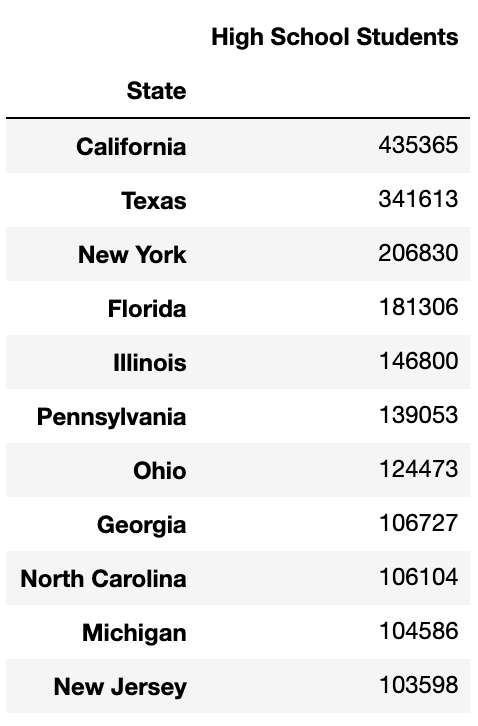 High School Students
State
California 435365
Texas 341613
New York 206830
Florida 181306
Illinois 146800
Pennsylvania 139053
Ohio 124473
Georgia 106727
North Carolina 106104
Michigan 104586
New Jersey 103598